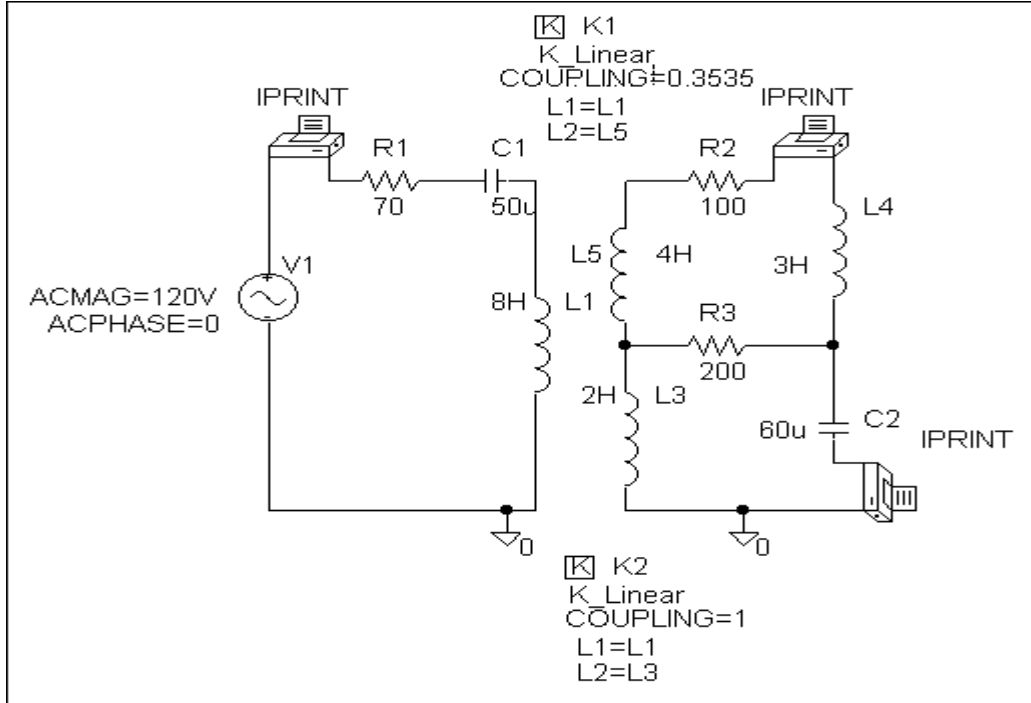 K K1
K_Linear
COUPLING=0.3535
L1=L1
L2=L5
IPRINT
IPRINT
R1
C1
R2
70
50u
100
L4
V1
L5
4H
3H
ACMAG=120V
ACPHASE=0
8H
L1
R3
200
2H
L3
C2
60u
IPRINT
0
0
K K2
K_Linear
COUPLING=1
L1=L1
L2=L3